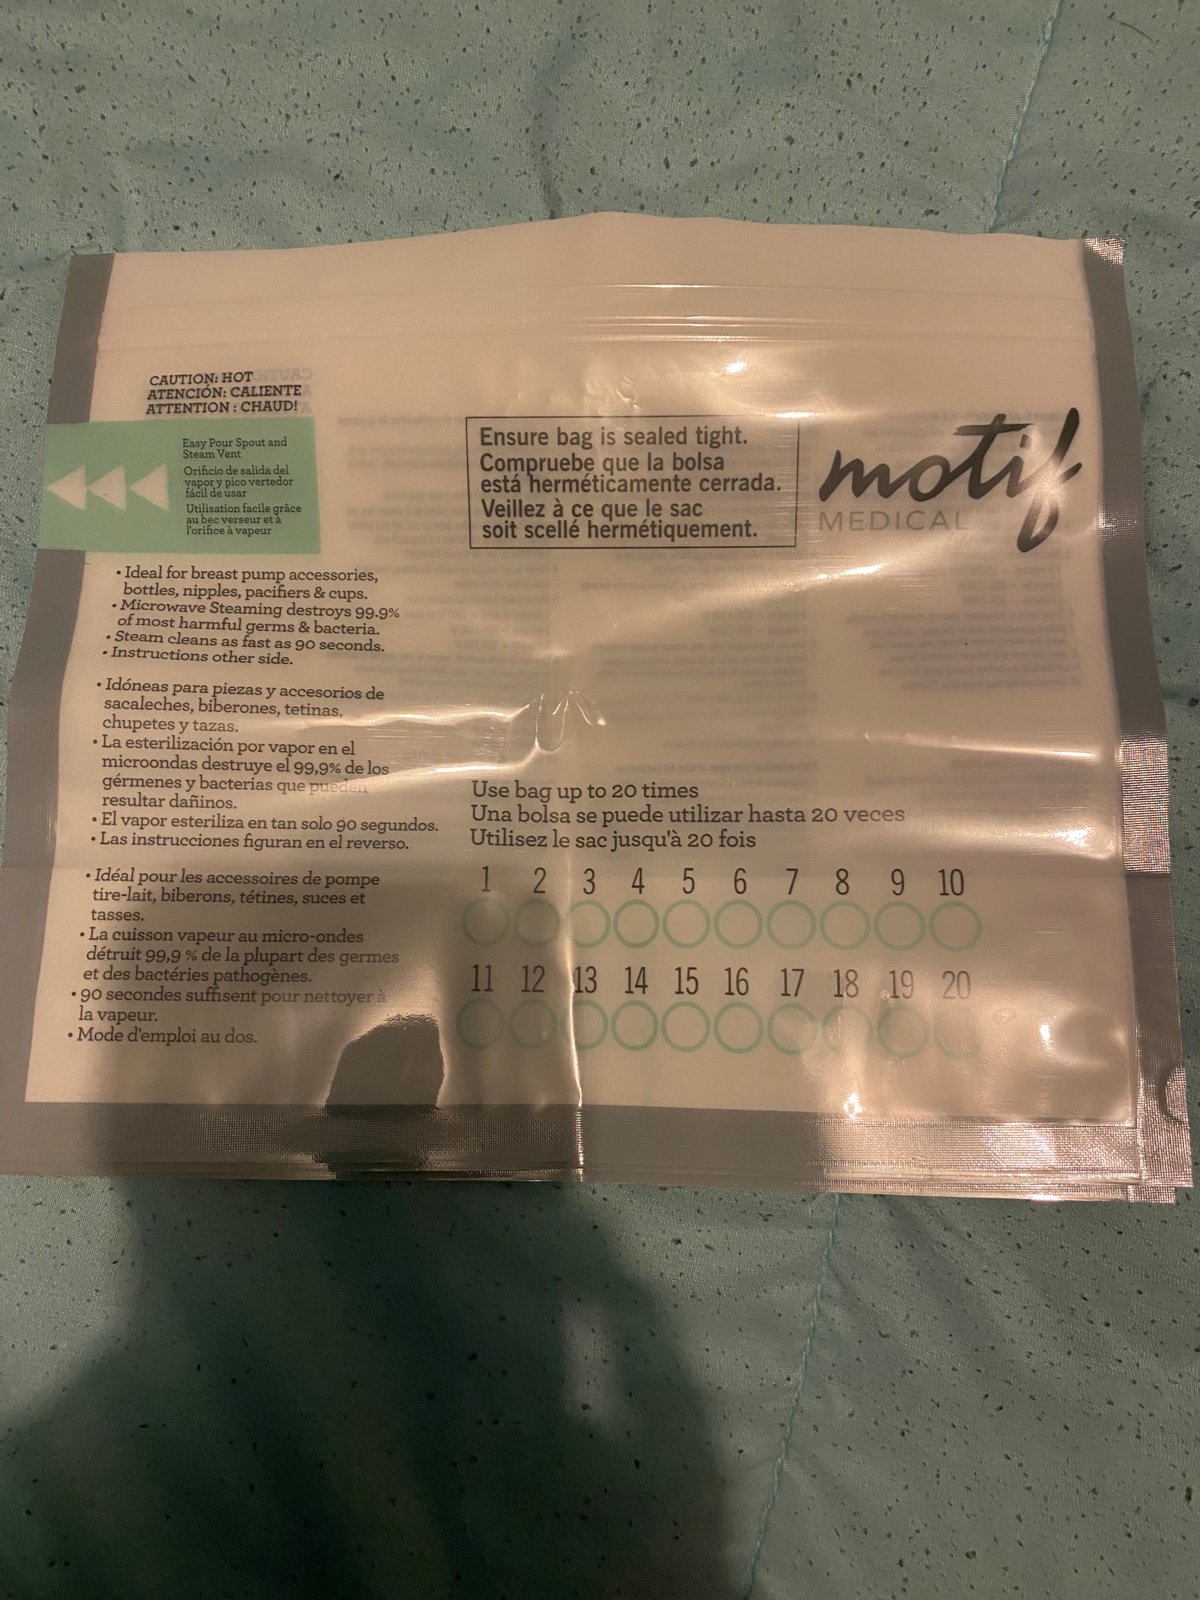 CAUTION: HOT
ATENCIÓN: CALIENTE
ATTENTION : CHAUD!
Easy Pour Spout and
Steam Vent
Orificio de salida del
vapor y pico vertedor
fácil de usar
Utilisation facile grâce
au bec verseur et à
l'orifice à vapeur
Ensure bag is sealed tight.
Compruebe que la bolsa
está herméticamente cerrada.
Veillez à ce que le sac
soit scellé hermétiquement.
motif
MEDICAL
• Ideal for breast pump accessories,
bottles, nipples, pacifiers & cups.
• Microwave Steaming destroys 99.9%
of most harmful germs & bacteria.
• Steam cleans as fast as 90 seconds.
• Instructions other side.
• Idóneas para piezas y accesorios de
sacaleches, biberones, tetinas,
chupetes y tazas.
• La esterilización por vapor en el
microondas destruye el 99,9% de los
gérmenes y bacterias que pueden
resultar dañinos.
• El vapor esteriliza en tan solo 90 segundos.
• Las instrucciones figuran en el reverso.
• Idéal pour les accessoires de pompe
tire-lait, biberons, tétines, suces et
tasses.
• La cuisson vapeur au micro-ondes
détruit 99,9 % de la plupart des germes
et des bactéries pathogènes.
• 90 secondes suffisent pour nettoyer à
la vapeur.
• Mode d'emploi au dos.
Use bag up to 20 times
Una bolsa se puede utilizar hasta 20 veces
Utilisez le sac jusqu'à 20 fois
1 2 3 4 5 6 7 8 9 10
11 12 13 14 15 16 17 18 19 20